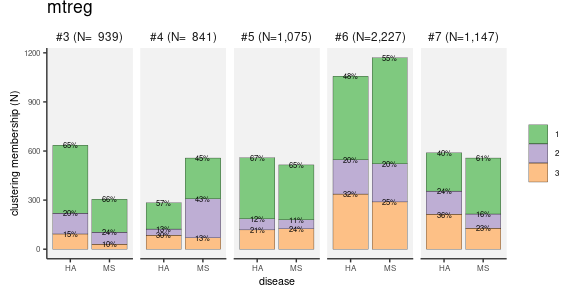 mtreg
#3 (N= 939)
#4 (N= 841)
#5 (N=1,075)
#6 (N=2,227)
#7 (N=1,147)
clustering membership (N)
1200
900
600
300
0
65%
20%
15%
66%
24%
10%
57%
13%
30%
45%
43%
13%
67%
12%
21%
65%
11%
24%
48%
20%
32%
55%
20%
25%
40%
24%
36%
61%
16%
23%
HA MS
HA MS
HA MS
HA MS
HA MS
disease
1
2
3